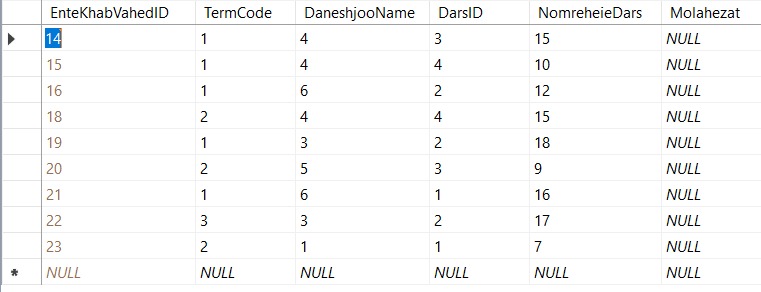 EnteKhabVahedID TermCode DaneshjooName DarsID NomreheieDars Molahezat
14 1 4 3 15 NULL
15 1 4 4 10 NULL
16 1 6 2 12 NULL
18 2 4 4 15 NULL
19 1 3 2 18 NULL
20 2 5 3 9 NULL
21 1 6 1 16 NULL
22 3 3 2 17 NULL
23 2 1 1 7 NULL
NULL NULL NULL NULL NULL NULL